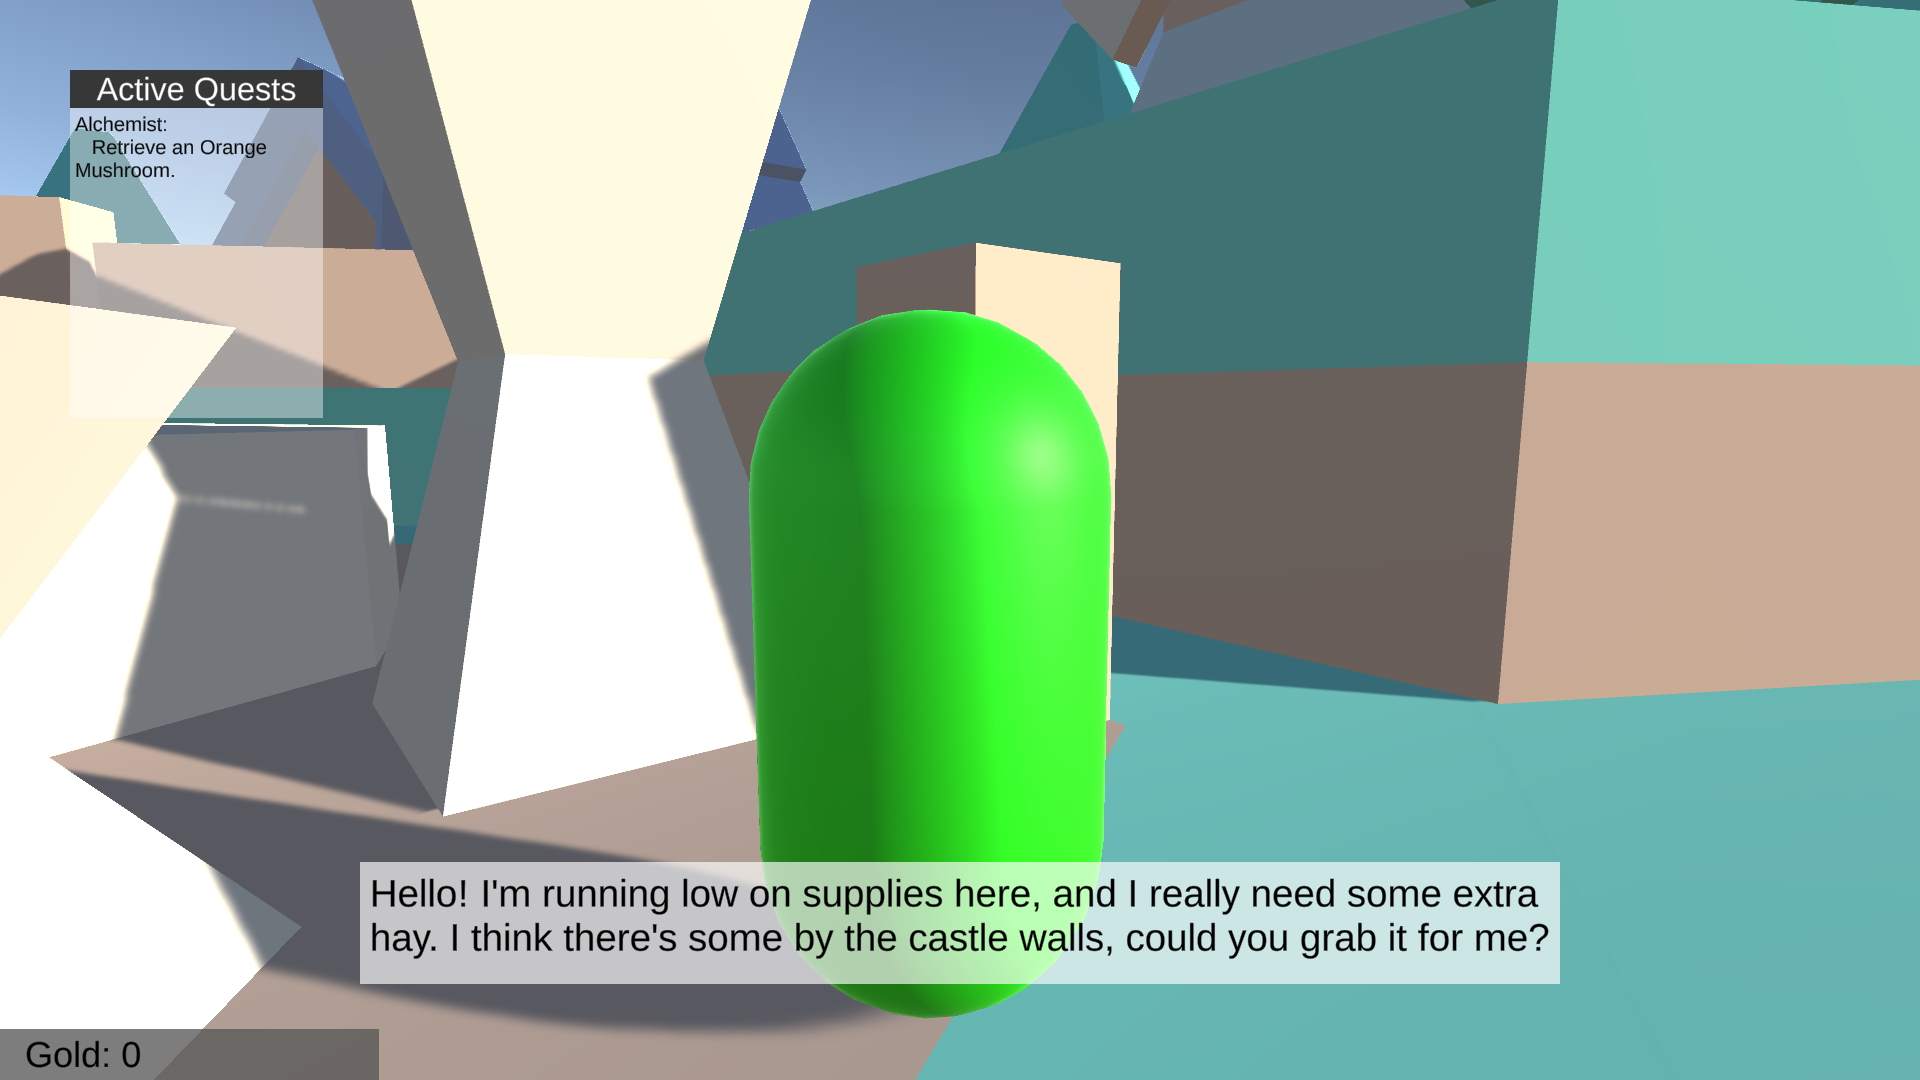 Active Quests
Alchemist:
Retrieve an Orange
Mushroom.
Hello! I'm running low on supplies here, and I really need some extra
hay. I think there's some by the castle walls, could you grab it for me?
Gold: 0